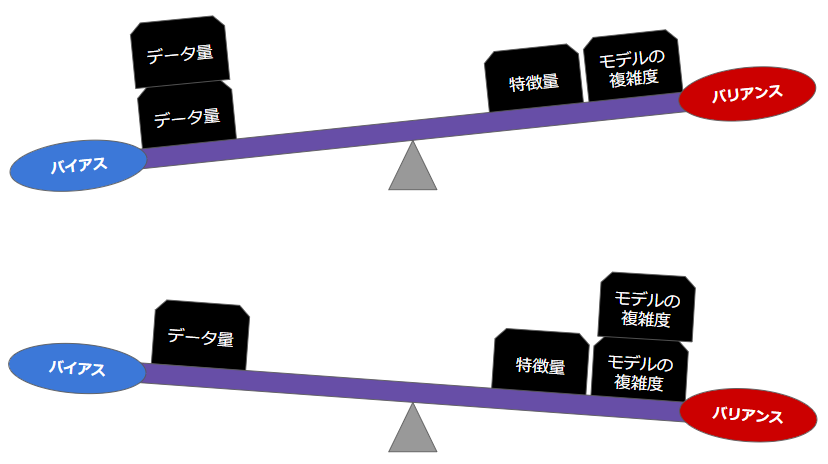 データ量
データ量
バイアス
特徴量
モデルの
複雑度
バリアンス
データ量
バイアス
モデルの
複雑度
特徴量
モデルの
複雑度
バリアンス